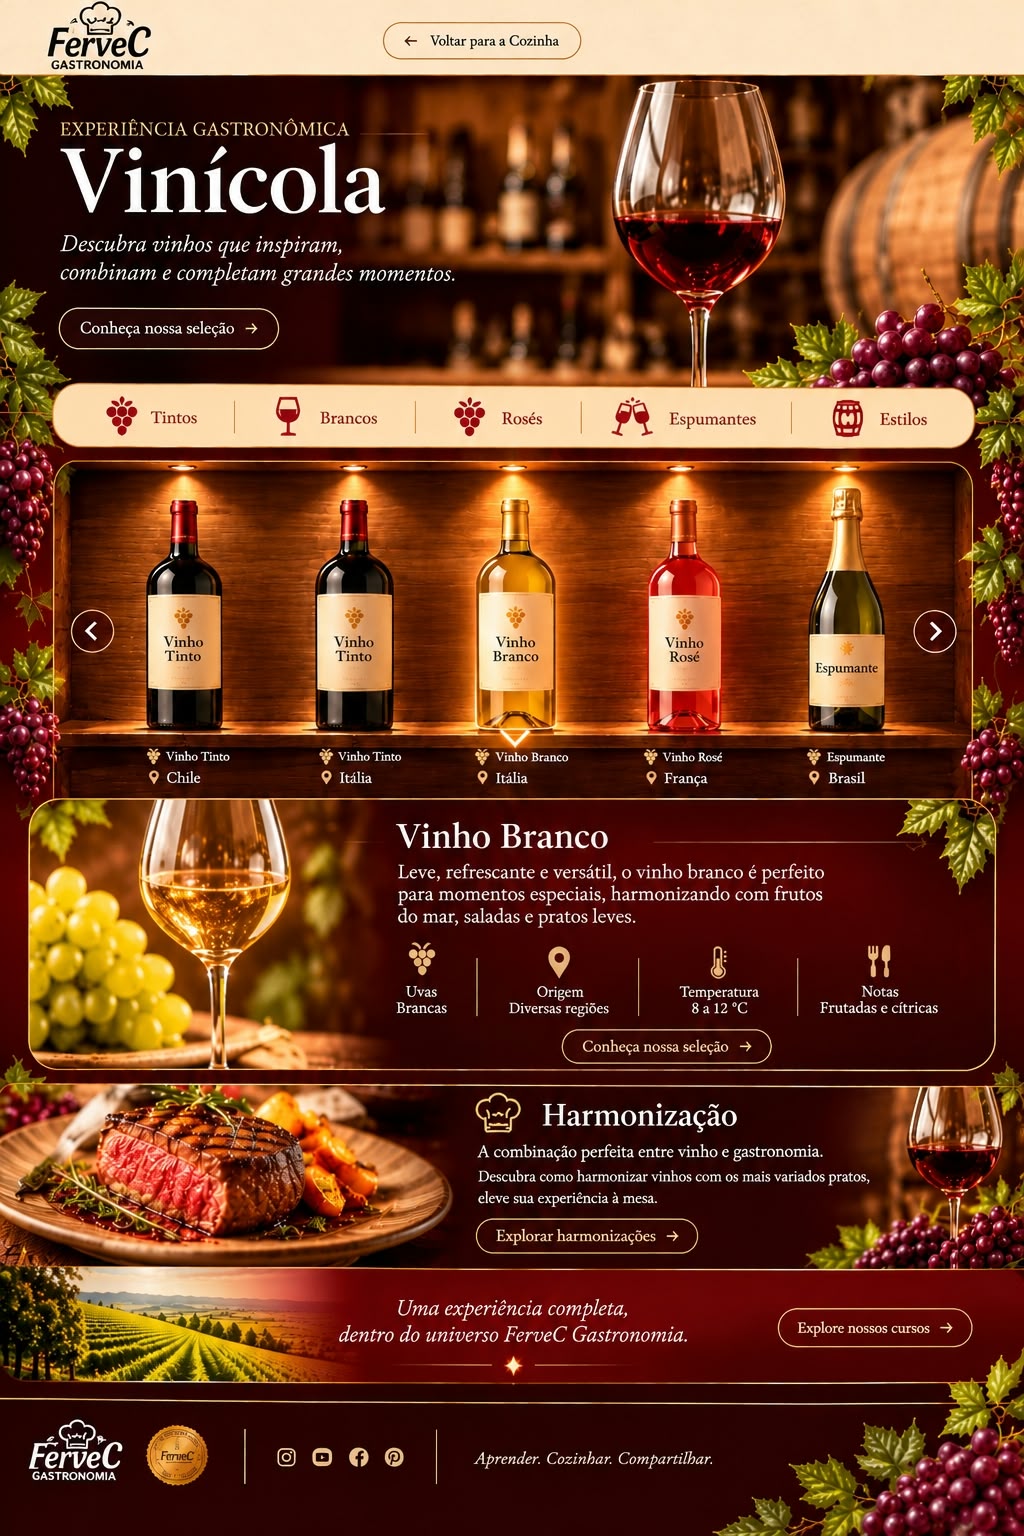 FerveC
GASTRONOMIA
← Voltar para a Cozinha
EXPERIÊNCIA GASTRONÔMICA
Vinícola
Descubra vinhos que inspiram,
combinam e completam grandes momentos.
Conheça nossa seleção →
Tintos
Brancos
Rosés
Espumantes
Estilos
Vinho
Tinto
Vinho
Tinto
Vinho
Branco
Vinho
Rosé
Espumante
Vinho Tinto
Chile
Vinho Tinto
Itália
Vinho Branco
Itália
Vinho Rosé
França
Espumante
Brasil
Vinho Branco
Leve, refrescante e versátil, o vinho branco é perfeito
para momentos especiais, harmonizando com frutos
do mar, saladas e pratos leves.
Uvas
Brancas
Origem
Diversas regiões
Temperatura
8 a 12 °C
Notas
Frutadas e cítricas
Conheça nossa seleção →
Harmonização
A combinação perfeita entre vinho e gastronomia.
Descubra como harmonizar vinhos com os mais variados pratos,
eleve sua experiência à mesa.
Explorar harmonizações →
Uma experiência completa,
dentro do universo FerveC Gastronomia.
Explore nossos cursos →
FerveC
GASTRONOMIA
FerveC
Aprender. Cozinhar. Compartilhar.